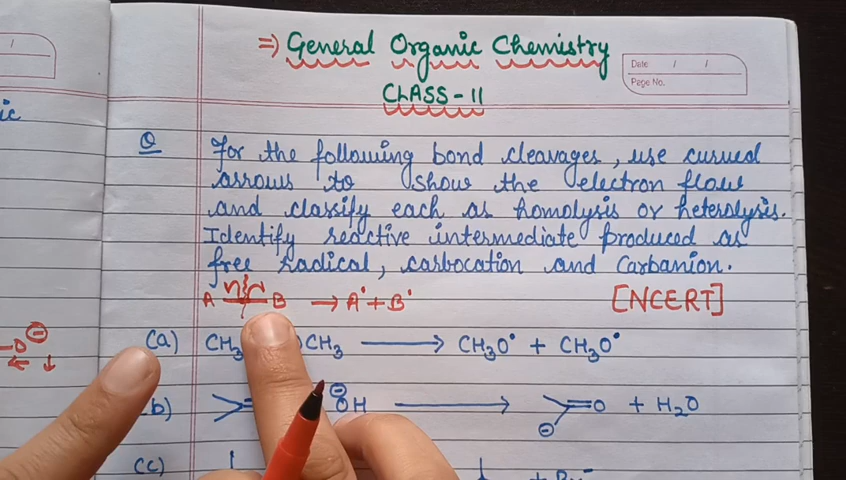 ⇒ General Organic Chemistry
CLASS-11
Date / /
Page No.
/
ic
Q For the following bond cleavages, use curved
arrows to show the electron flow
and classify each as homolysis or heterolysis.
Identify reactive intermediate produced as
free radical, carbocation and Carbanion.
A — B → A• + B•
[NCERT]
(a) CH3 O CH3 → CH3O• + CH3O•
b) ⊖OH → =O ⊖ + H2O
(c) + Br⁻